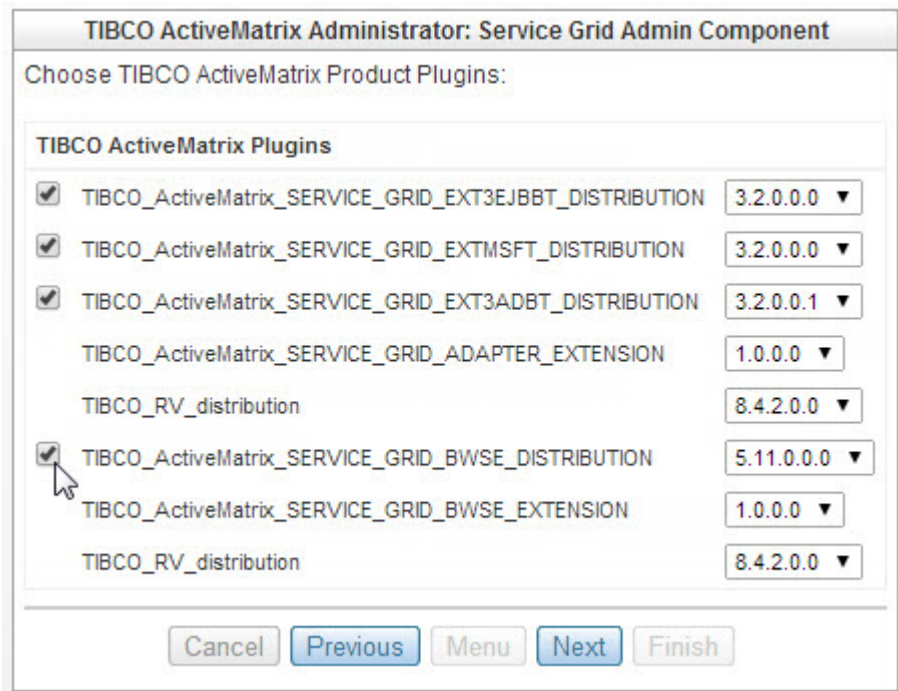 TIBCO ActiveMatrix Administrator: Service Grid Admin Component
Choose TIBCO ActiveMatrix Product Plugins:
TIBCO ActiveMatrix Plugins
TIBCO_ActiveMatrix_SERVICE_GRID_EXT3EJBBT_DISTRIBUTION 3.2.0.0.0
TIBCO_ActiveMatrix_SERVICE_GRID_EXTMSFT_DISTRIBUTION 3.2.0.0.0
TIBCO_ActiveMatrix_SERVICE_GRID_EXT3ADBT_DISTRIBUTION 3.2.0.0.1
TIBCO_ActiveMatrix_SERVICE_GRID_ADAPTER_EXTENSION 1.0.0.0
TIBCO_RV_distribution 8.4.2.0.0
TIBCO_ActiveMatrix_SERVICE_GRID_BWSE_DISTRIBUTION 5.11.0.0.0
TIBCO_ActiveMatrix_SERVICE_GRID_BWSE_EXTENSION 1.0.0.0
TIBCO_RV_distribution 8.4.2.0.0
Cancel Previous Menu Next Finish